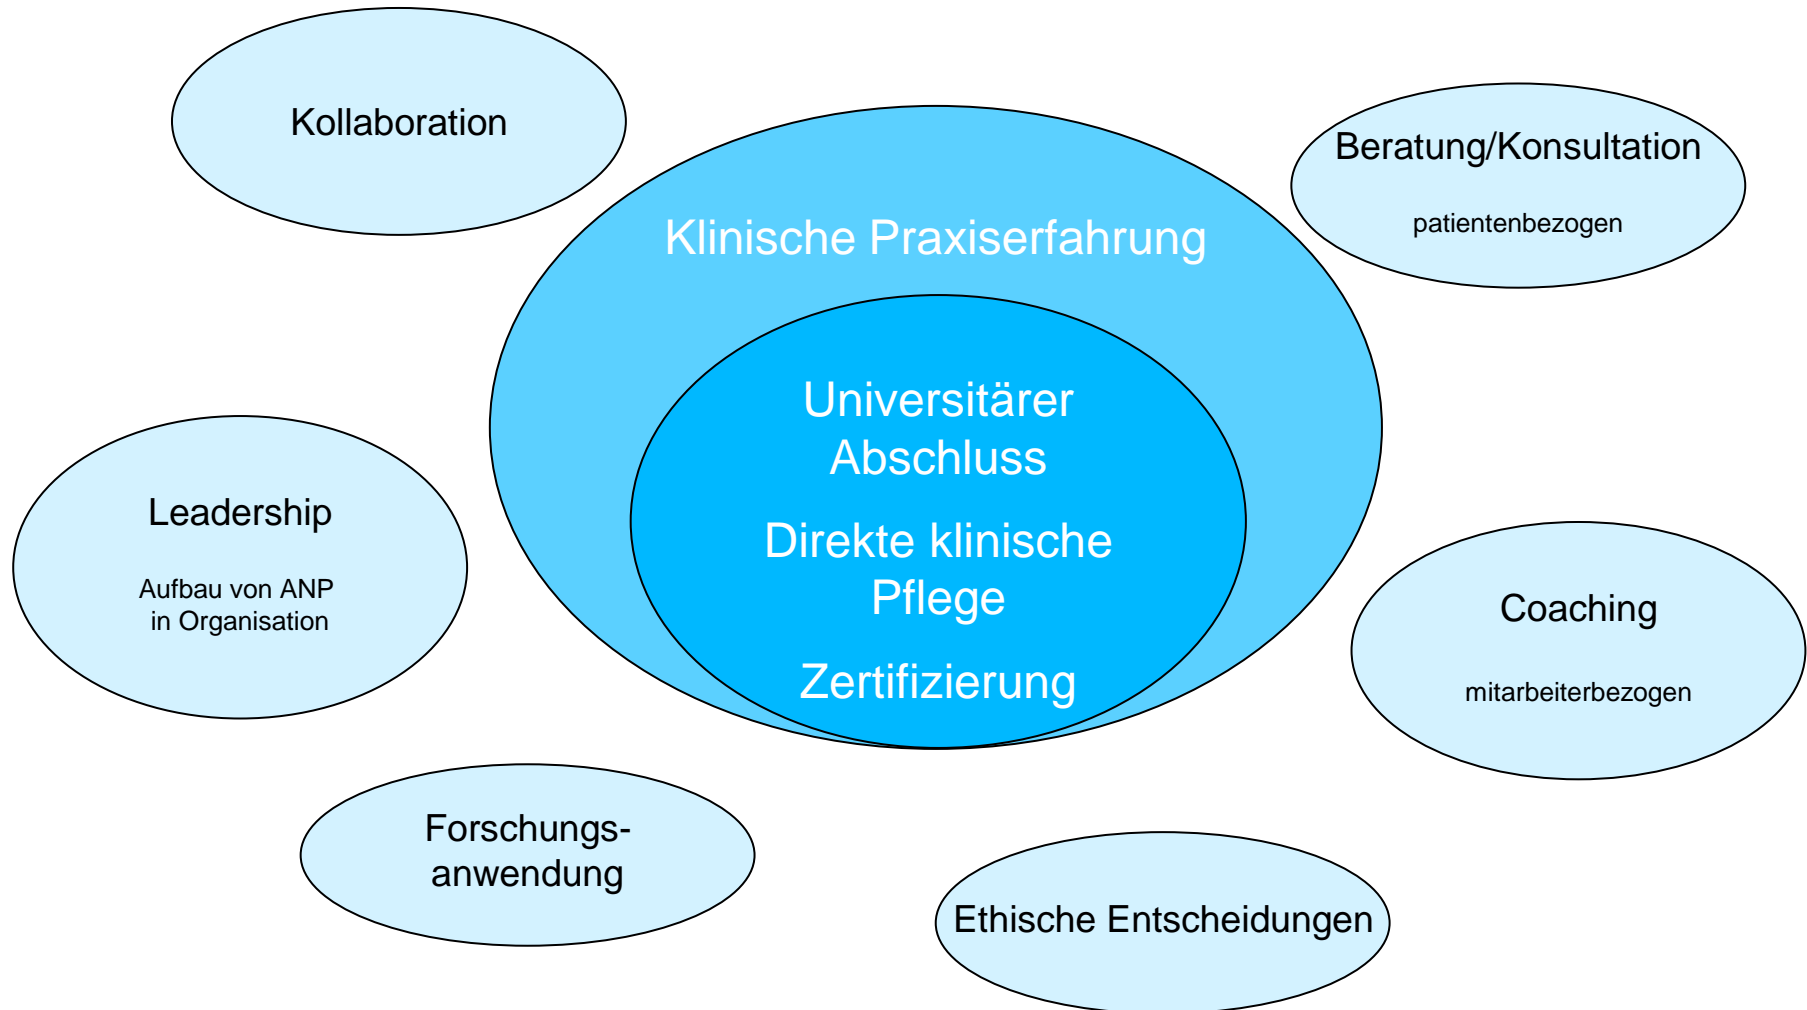 Kollaboration
Beratung/Konsultation
patientenbezogen
Klinische Praxiserfahrung
Universitärer
Abschluss
Direkte klinische
Pflege
Zertifizierung
Leadership
Aufbau von ANP
in Organisation
Coaching
mitarbeiterbezogen
Forschungs-
anwendung
Ethische Entscheidungen